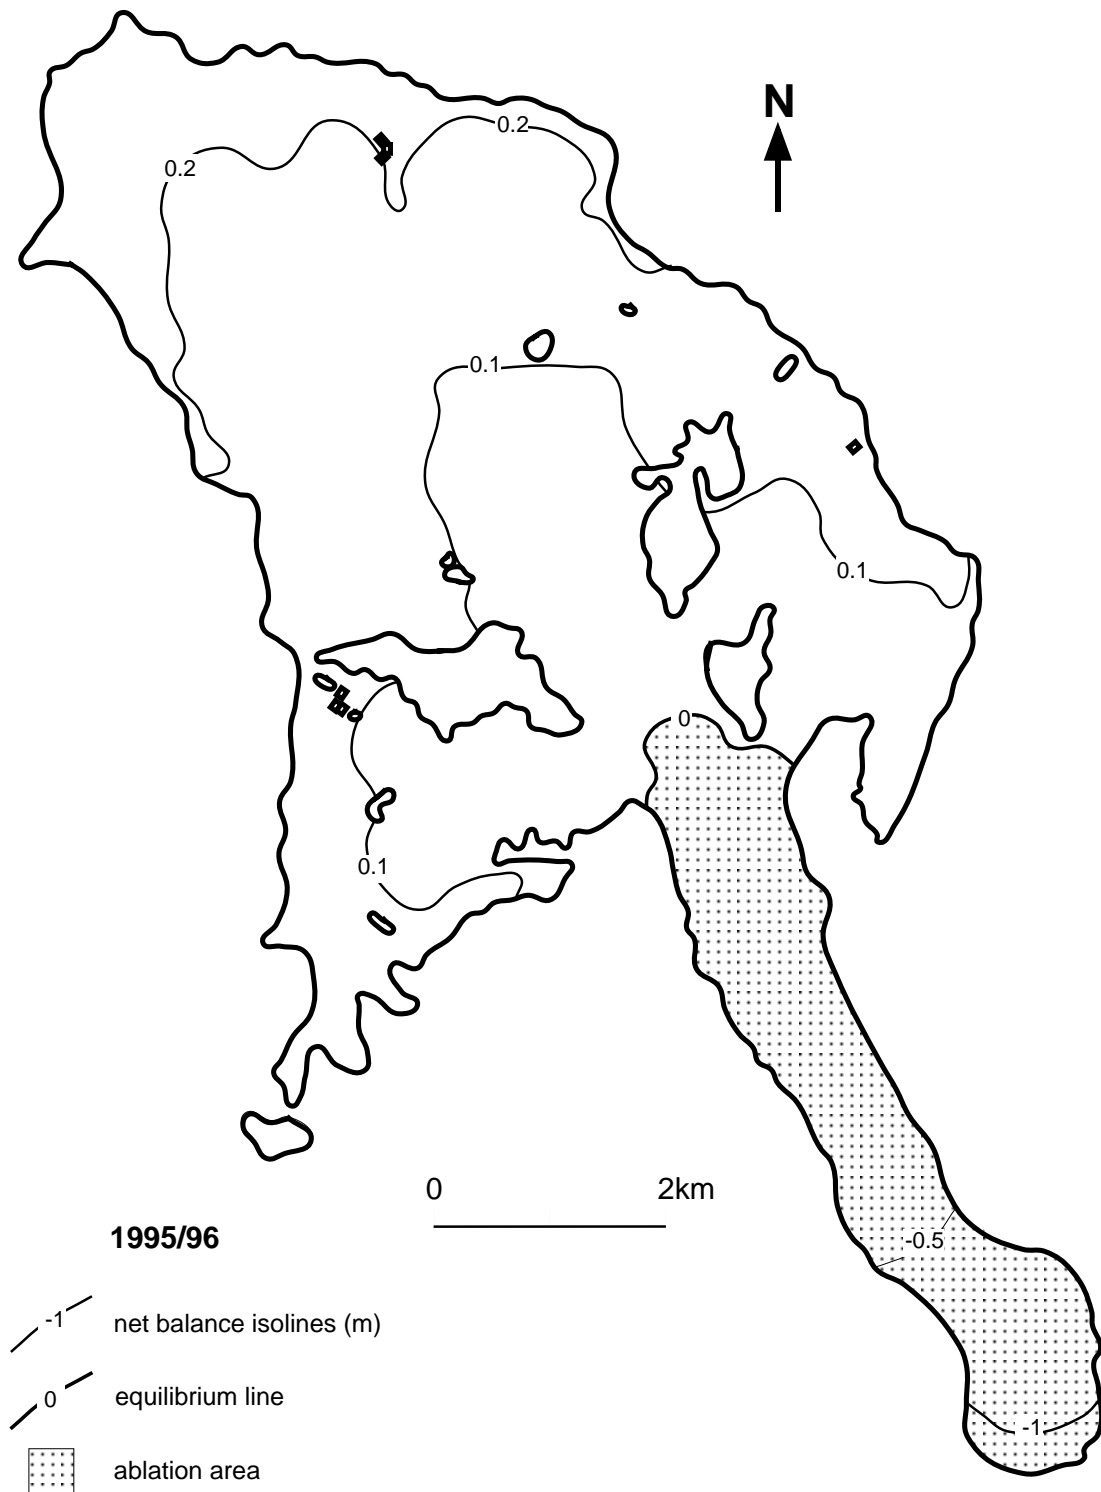 N
0.2
0.2
0.1
0.1
0
0.1
0 2km
1995/96
-0.5
-1 net balance isolines (m)
0 equilibrium line
-1
ablation area